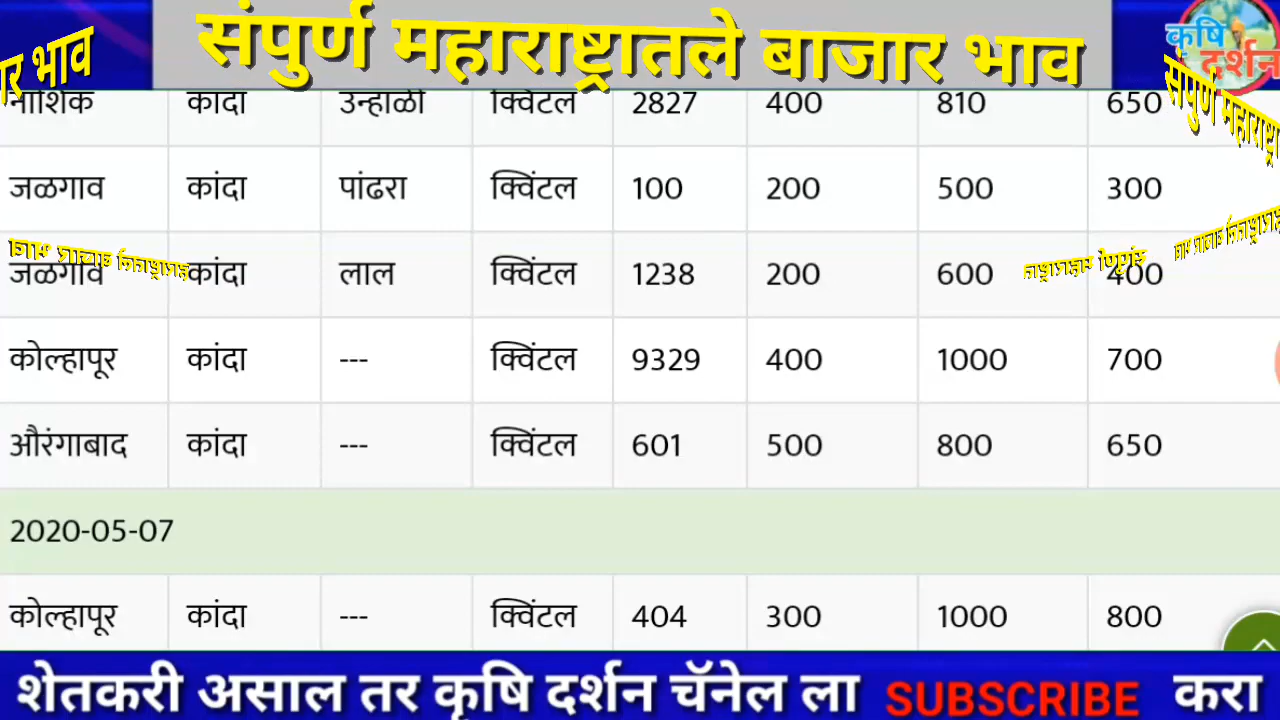 संपुर्ण महाराष्ट्रातले बाजार भाव
कृषि
दर्शन
भाव
संपुर्ण
नाशिक कांदा उन्हाळी क्विंटल 2827 400 810 650
जळगाव कांदा पांढरा क्विंटल 100 200 500 300
जळगाव कांदा लाल क्विंटल 1238 200 600 400
कोल्हापूर कांदा --- क्विंटल 9329 400 1000 700
औरंगाबाद कांदा --- क्विंटल 601 500 800 650
2020-05-07
कोल्हापूर कांदा --- क्विंटल 404 300 1000 800
शेतकरी असाल तर कृषि दर्शन चॅनेल ला SUBSCRIBE करा